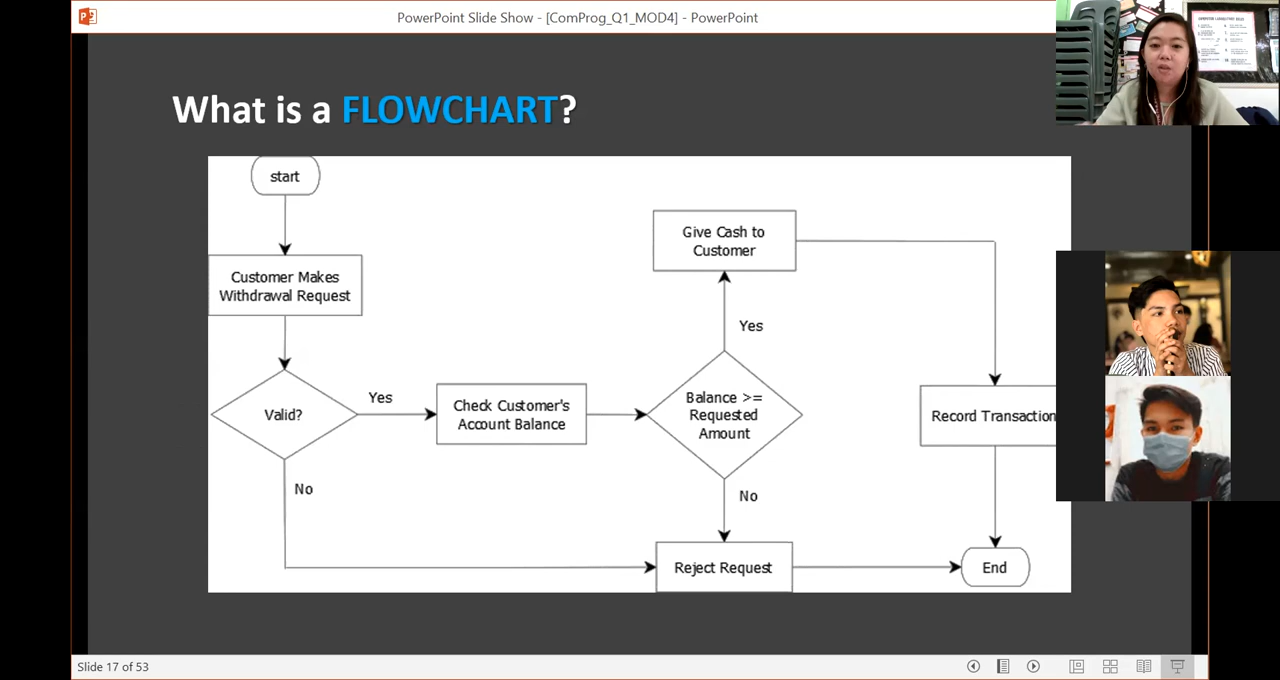 PowerPoint Slide Show - [ComProg_Q1_MOD4] - PowerPoint
What is a FLOWCHART?
start
Customer Makes
Withdrawal Request
Valid?
Yes
No
Check Customer's
Account Balance
Balance >=
Requested
Amount
Yes
Give Cash to
Customer
No
Reject Request
Record Transaction
End
Slide 17 of 53